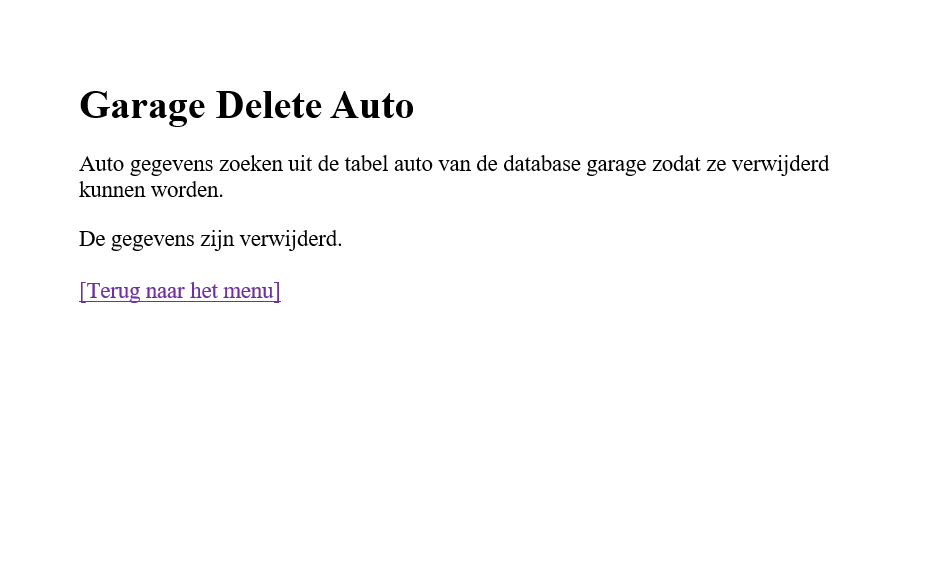 Garage Delete Auto
Auto gegevens zoeken uit de tabel auto van de database garage zodat ze verwijderd
kunnen worden.
De gegevens zijn verwijderd.
[Terug naar het menu]